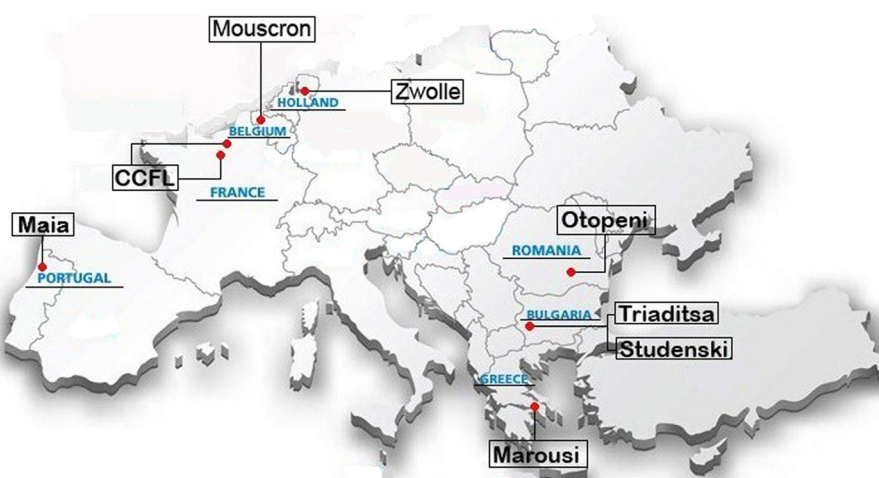 Mouscron
Zwolle
HOLLAND
BELGIUM
CCFL
FRANCE
Maia
Otopeni
ROMANIA
PORTUGAL
BULGARIA
Triaditsa
Studenski
GREECE
Marousi